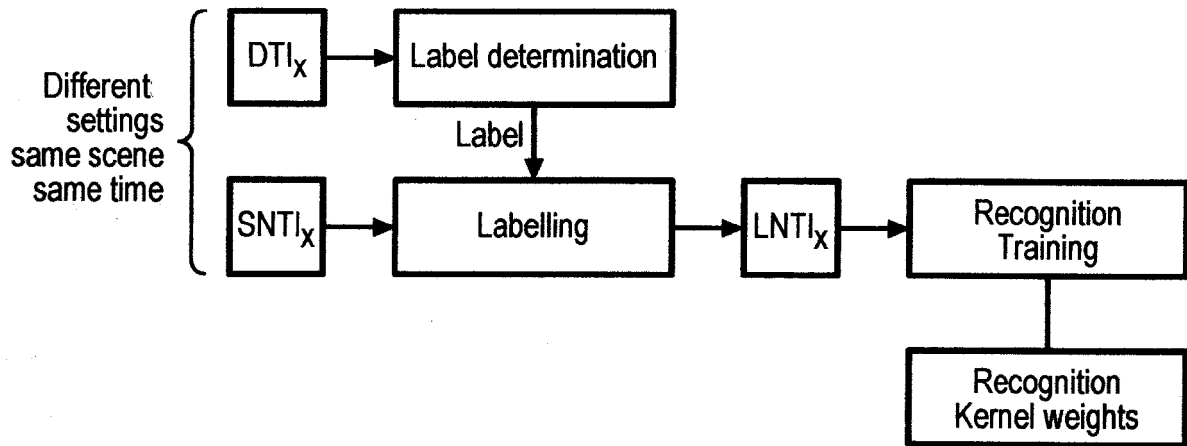 DTIx
Label determination
Different
settings
same scene
same time
Label
SNTIx
Labelling
LNTIx
Recognition
Training
Recognition
Kernel weights